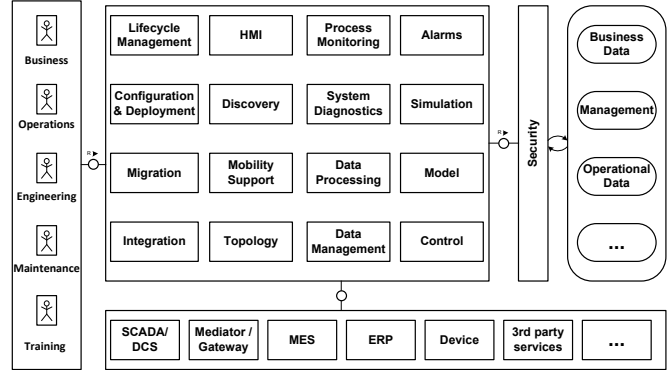 Business
Operations
Engineering
Maintenance
Training
R
Lifecycle
Management
HMI
Process
Monitoring
Alarms
Configuration
& Deployment
Discovery
System
Diagnostics
Simulation
Migration
Mobility
Support
Data
Processing
Model
Integration
Topology
Data
Management
Control
R
Security
Business
Data
Management
Operational
Data
...
SCADA/
DCS
Mediator /
Gateway
MES
ERP
Device
3rd party
services
...